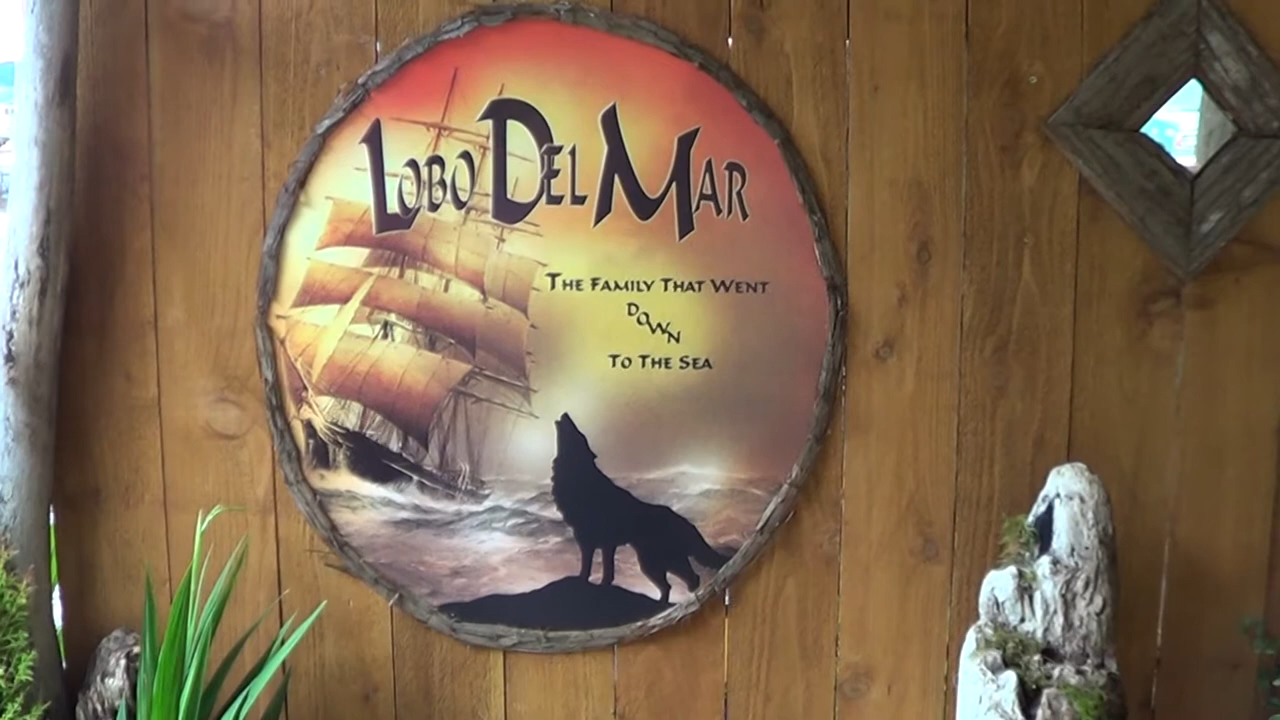 LOBO DEL MAR
THE FAMILY THAT WENT
DOWN
TO THE SEA